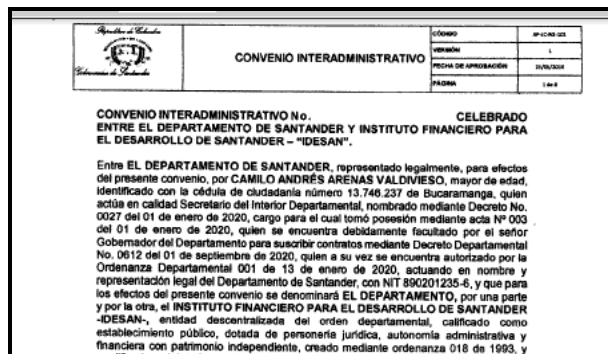 República de Colombia
Gobernación de Santander
CONVENIO INTERADMINISTRATIVO
CÓDIGO
VERSIÓN
1
FECHA DE APROBACIÓN
PÁGINA
CONVENIO INTERADMINISTRATIVO No. CELEBRADO
ENTRE EL DEPARTAMENTO DE SANTANDER Y INSTITUTO FINANCIERO PARA
EL DESARROLLO DE SANTANDER – "IDESAN".
Entre EL DEPARTAMENTO DE SANTANDER, representado legalmente, para efectos
del presente convenio, por CAMILO ANDRÉS ARENAS VALDIVIESO, mayor de edad,
identificado con la cédula de ciudadanía número 13.746.237 de Bucaramanga, quien
actúa en calidad Secretario del Interior Departamental, nombrado mediante Decreto No.
0027 del 01 de enero de 2020, cargo para el cual tomó posesión mediante acta Nº 003
del 01 de enero de 2020, quien se encuentra debidamente facultado por el señor
Gobernador del Departamento para suscribir contratos mediante Decreto Departamental
No. 0612 del 01 de septiembre de 2020, quien a su vez se encuentra autorizado por la
Ordenanza Departamental 001 de 13 de enero de 2020, actuando en nombre y
representación legal del Departamento de Santander, con NIT 890201235-6, y que para
los efectos del presente convenio se denominará EL DEPARTAMENTO, por una parte
y por la otra, el INSTITUTO FINANCIERO PARA EL DESARROLLO DE SANTANDER
-IDESAN-, entidad descentralizada del orden departamental, calificado como
establecimiento público, dotada de personería jurídica, autonomía administrativa y
financiera con patrimonio independiente, creado mediante ordenanza 018 de 1993, y